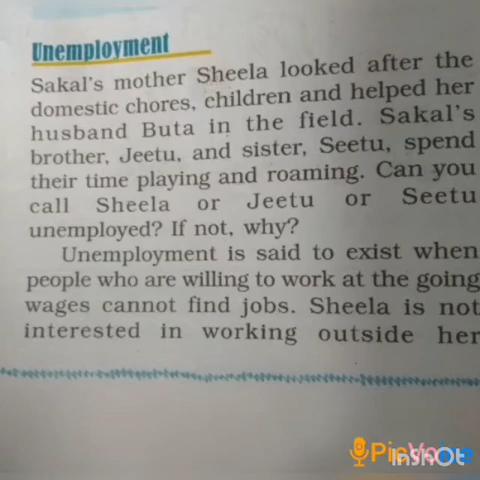 Unemployment
Sakal's mother Sheela looked after the
domestic chores, children and helped her
husband Buta in the field. Sakal's
brother, Jeetu, and sister, Seetu, spend
their time playing and roaming. Can you
call Sheela or Jeetu or Seetu
unemployed? If not, why?
Unemployment is said to exist when
people who are willing to work at the going
wages cannot find jobs. Sheela is not
interested in working outside her
InShOt